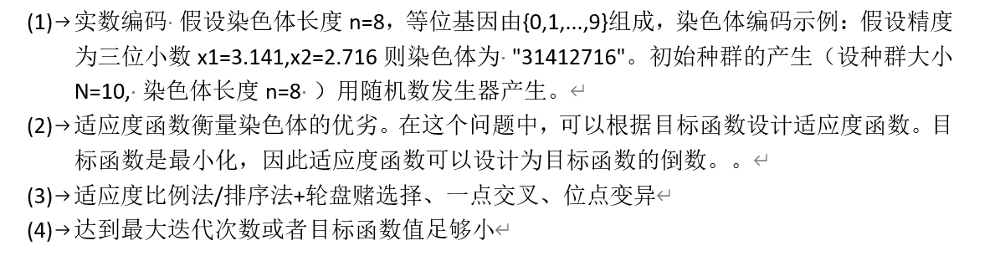 (1)→实数编码· 假设染色体长度 n=8，等位基因由{0,1,...,9}组成，染色体编码示例：假设精度
为三位小数 x1=3.141,x2=2.716 则染色体为· "31412716"。初始种群的产生（设种群大小
N=10,· 染色体长度 n=8· ）用随机数发生器产生。↵
(2)→适应度函数衡量染色体的优劣。在这个问题中，可以根据目标函数设计适应度函数。目
标函数是最小化，因此适应度函数可以设计为目标函数的倒数。。↵
(3)→适应度比例法/排序法+轮盘赌选择、一点交叉、位点变异↵
(4)→达到最大迭代次数或者目标函数值足够小↵